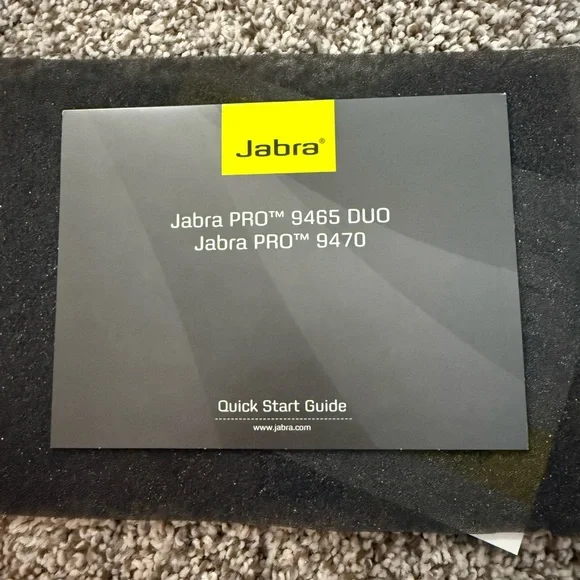 Jabra®
Jabra PRO™ 9465 DUO
Jabra PRO™ 9470
Quick Start Guide
www.jabra.com